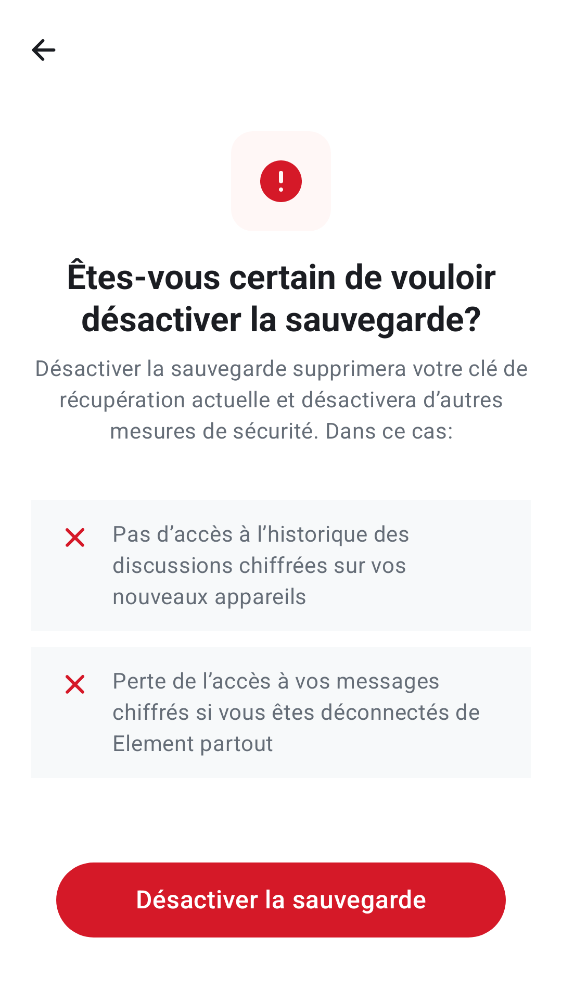 Êtes-vous certain de vouloir
désactiver la sauvegarde?
Désactiver la sauvegarde supprimera votre clé de
récupération actuelle et désactivera d’autres
mesures de sécurité. Dans ce cas:
Pas d’accès à l’historique des
discussions chiffrées sur vos
nouveaux appareils
Perte de l’accès à vos messages
chiffrés si vous êtes déconnectés de
Element partout
Désactiver la sauvegarde